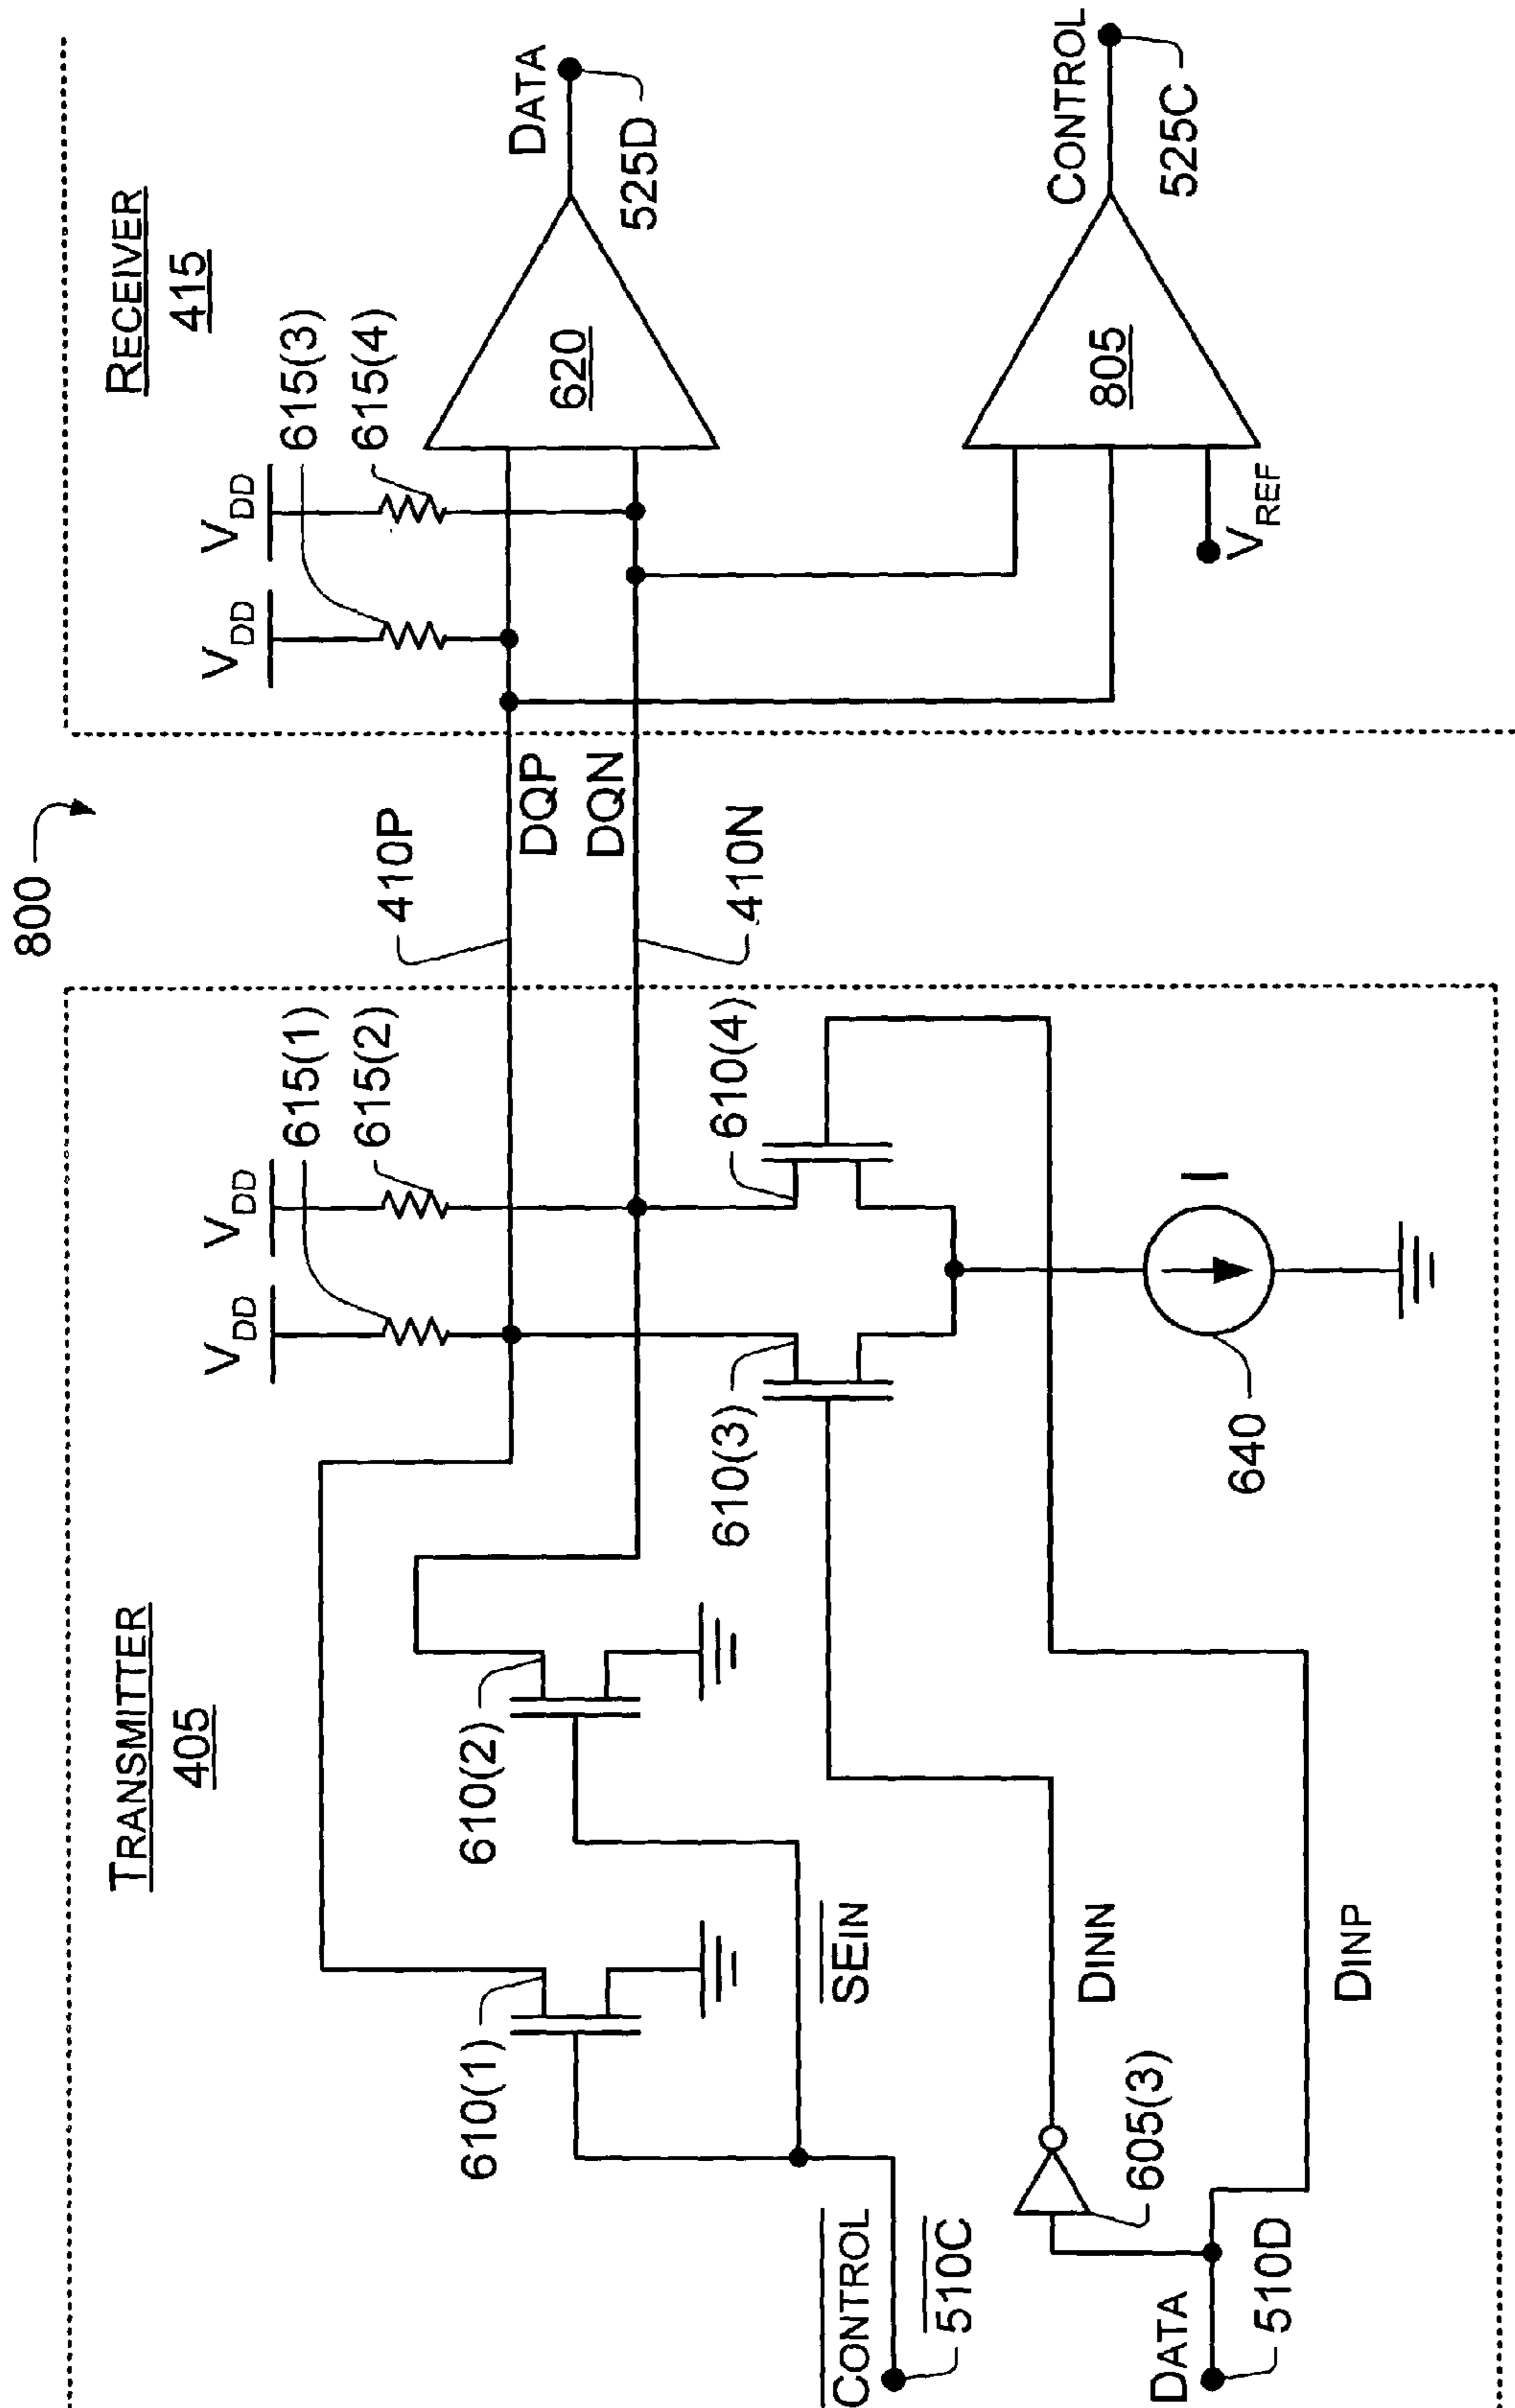 800
TRANSMITTER
405
RECEIVER
415
VDD
VDD
615(1)
615(2)
VDD
VDD
615(3)
615(4)
410P
DQP
DQN
410N
610(1)
610(2)
610(3)
610(4)
620
DATA
525D
CONTROL
510C
SEIN
DINN
605(3)
DATA
510D
DINP
640
I
805
VREF
CONTROL
525C